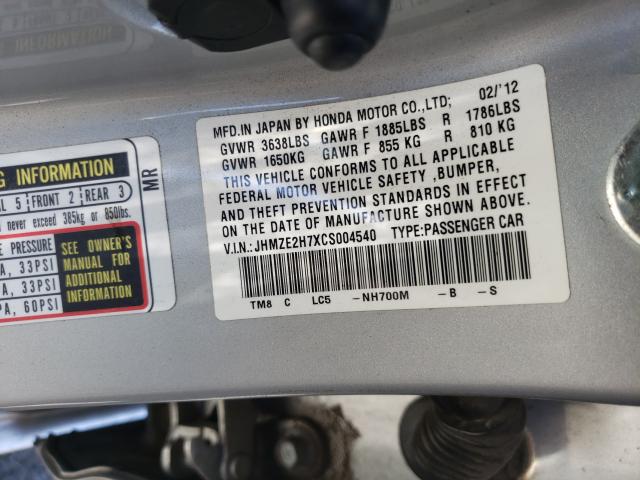 MFD.IN JAPAN BY HONDA MOTOR CO.,LTD; 02/'12
GVWR 3638LBS GAWR F 1885LBS R 1786LBS
GVWR 1650KG GAWR F 855 KG R 810 KG
THIS VEHICLE CONFORMS TO ALL APPLICABLE
FEDERAL MOTOR VEHICLE SAFETY ,BUMPER,
AND THEFT PREVENTION STANDARDS IN EFFECT
ON THE DATE OF MANUFACTURE SHOWN ABOVE.
V.I.N.: JHMZE2H7XCS004540 TYPE:PASSENGER CAR
TM8 C LC5 -NH700M -B -S
G INFORMATION
5 FRONT 2 REAR 3
never exceed 385kg or 850lbs.
MR
PRESSURE
A, 33PSI
A, 33PSI
PA, 60PSI
SEE OWNER'S
MANUAL FOR
ADDITIONAL
INFORMATION